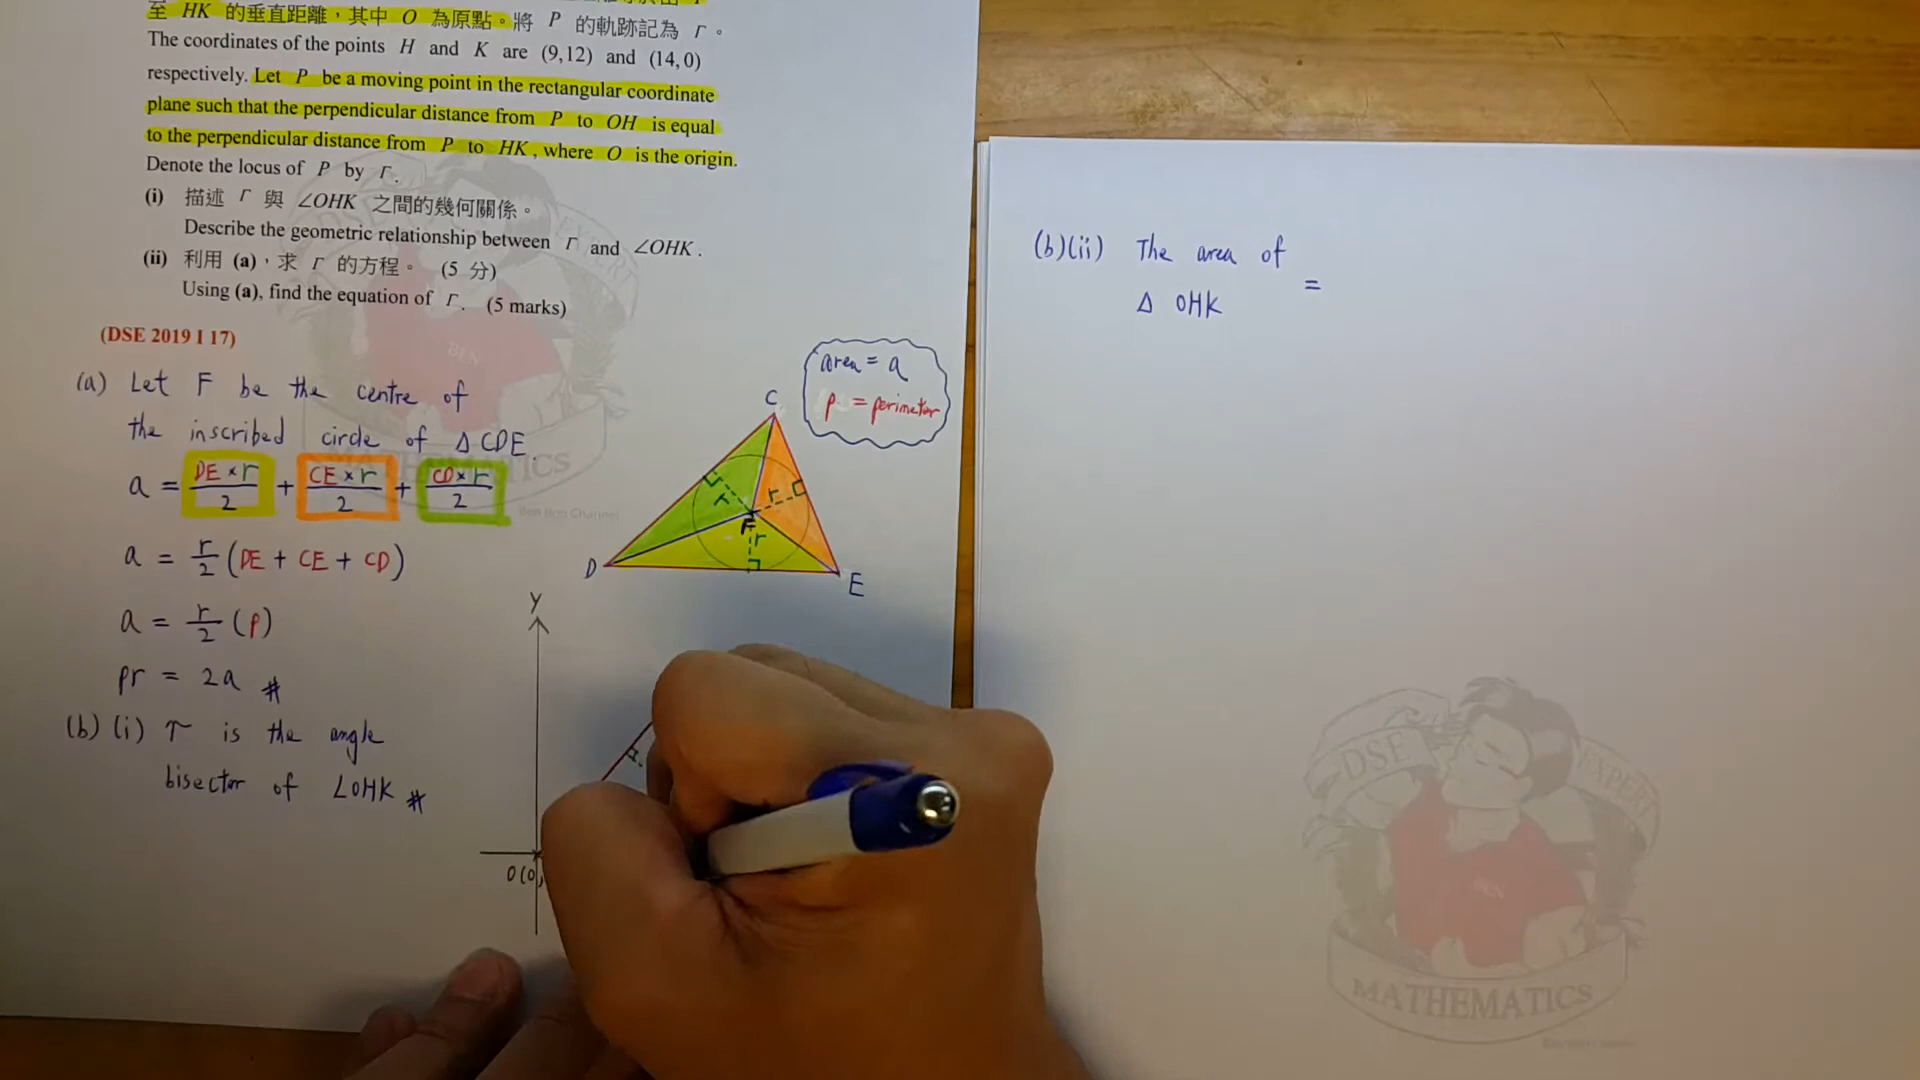 至 HK 的垂直距離，其中 O 為原點。將 P 的軌跡記為 Γ。
The coordinates of the points H and K are (9,12) and (14,0)
respectively. Let P be a moving point in the rectangular coordinate
plane such that the perpendicular distance from P to OH is equal
to the perpendicular distance from P to HK, where O is the origin.
Denote the locus of P by Γ.
(i) 描述 Γ 與 ∠OHK 之間的幾何關係。
Describe the geometric relationship between Γ and ∠OHK.
(ii) 利用 (a)，求 Γ 的方程。 (5 分)
Using (a), find the equation of Γ. (5 marks)
(DSE 2019 I 17)
(a) Let F be the centre of
the inscribed circle of △CDE.
a = DE×r/2 + CE×r/2 + CD×r/2
a = r/2 (DE + CE + CD)
a = r/2 (p)
pr = 2a #
(b) (i) Γ is the angle
bisector of ∠OHK #
area = a
p = perimeter
C
r
r
F
r
D
E
y
O(0,
(b)(ii) The area of
△ OHK =
DSE EXPERT
BEN
MATHEMATICS
DSE EXPERT
BEN
MATHEMATICS